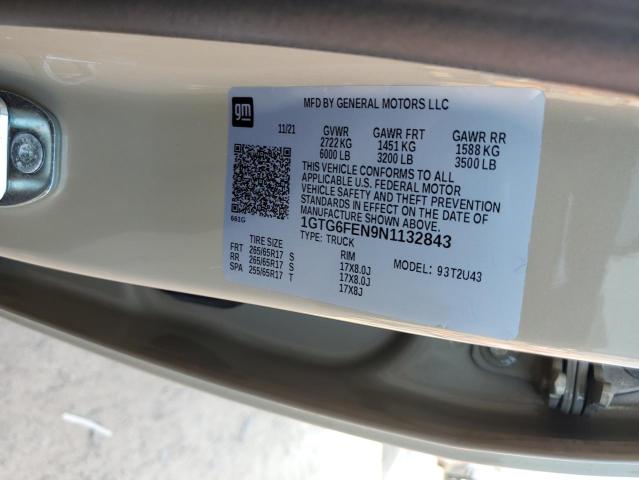 gm
MFD BY GENERAL MOTORS LLC
11/21 GVWR GAWR FRT GAWR RR
2722 KG 1451 KG 1588 KG
6000 LB 3200 LB 3500 LB
THIS VEHICLE CONFORMS TO ALL
APPLICABLE U.S. FEDERAL MOTOR
VEHICLE SAFETY AND THEFT PREVENTION
STANDARDS IN EFFECT ON THE DATE OF
MANUFACTURE SHOWN ABOVE.
1GTG6FEN9N1132843
TYPE: TRUCK
661G
TIRE SIZE RIM MODEL: 93T2U43
FRT 265/65R17 S 17X8.0J
RR 265/65R17 S 17X8.0J
SPA 255/65R17 T 17X8J